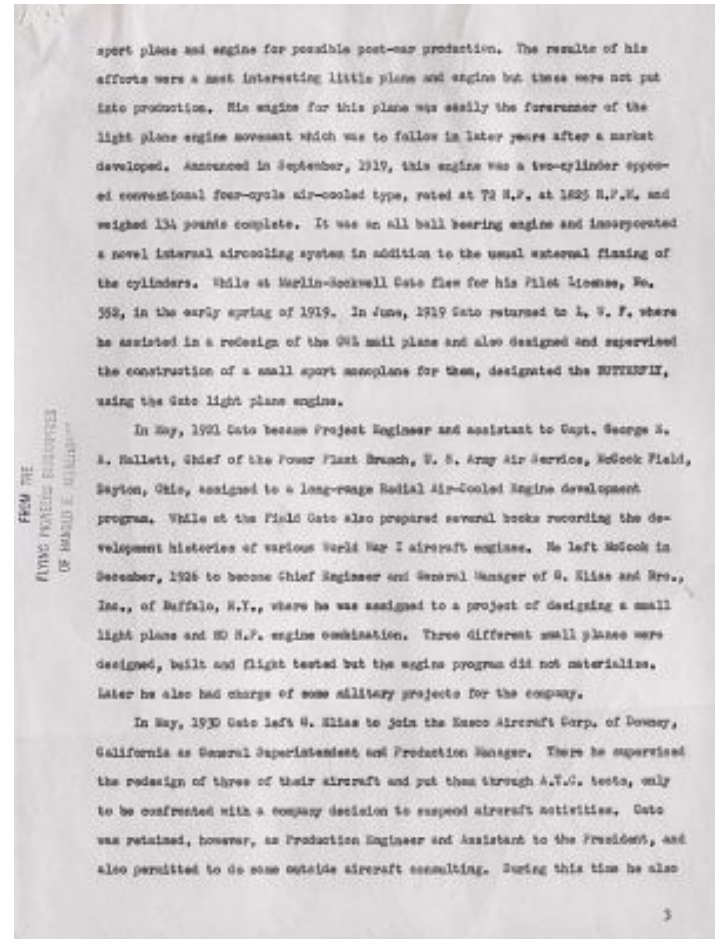 sport plane and engine for possible post-war production. The results of his
efforts were a most interesting little plane and engine but these were not put
into production. His engine for this plane was easily the forerunner of the
light plane engine movement which was to follow in later years after a market
developed. Announced in September, 1919, this engine was a two-cylinder oppos-
ed conventional four-cycle air-cooled type, rated at 72 H.P. at 1825 R.P.M. and
weighed 134 pounds complete. It was an all ball bearing engine and incorporated
a novel internal aircooling system in addition to the usual external finning of
the cylinders. While at Marlin-Rockwell Gato flew for his Pilot License, No.
in the early spring of 1919. In June, 1919 Gato returned to L. W. F. where
he assisted in a redesign of the mail plane and also designed and supervised
the construction of a small sport monoplane for them, designated the BUTTERFLY,
using the Gato light plane engine.
In May, 1921 Gato became Project Engineer and assistant to Capt. George E.
A. Hallett, Chief of the Power Plant Branch, U. S. Army Air Service, McCook Field,
Dayton, Ohio, assigned to a long-range Radial Air-Cooled Engine development
program. While at the Field Gato also prepared several books recording the de-
velopment histories of various World War I aircraft engines. He left McCook in
December, 1926 to become Chief Engineer and General Manager of G. Elias and Bro.,
Inc., of Buffalo, N.Y., where he was assigned to a project of designing a small
light plane and 80 H.P. engine combination. Three different small planes were
designed, built and flight tested but the engine program did not materialize.
Later he also had charge of some military projects for the company.
In May, 1930 Gato left G. Elias to join the Emsco Aircraft Corp. of Downey,
California as General Superintendent and Production Manager. There he supervised
the redesign of three of their aircraft and put them through A.T.C. tests, only
to be confronted with a company decision to suspend aircraft activities. Gato
was retained, however, as Production Engineer and Assistant to the President, and
also permitted to do some outside aircraft consulting. During this time he also
3
FROM THE
FLYING PIONEERS BIOGRAPHIES
OF HAROLD E. MOREHOUSE